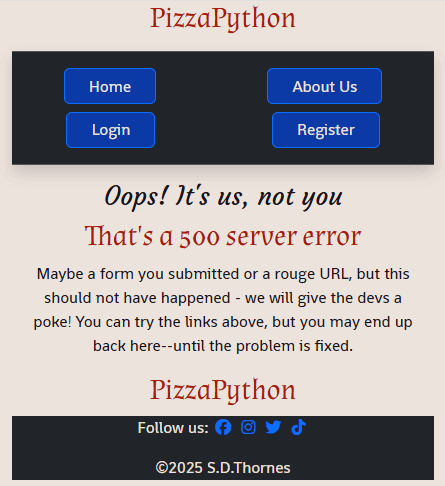 PizzaPython
Home About Us
Login Register
Oops! It's us, not you
That's a 500 server error
Maybe a form you submitted or a rouge URL, but this
should not have happened - we will give the devs a
poke! You can try the links above, but you may end up
back here--until the problem is fixed.
PizzaPython
Follow us:
©2025 S.D.Thornes